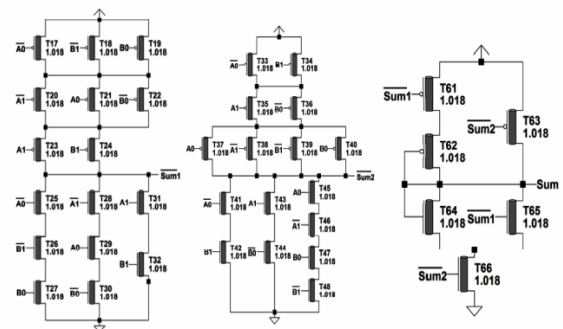 A0 T17 1.018 B1 T18 1.018 B0 T19 1.018
A1 T20 1.018 A0 T21 1.018 B0 T22 1.018
A1 T23 1.018 B1 T24 1.018
Sum1
A0 T25 1.018 A1 T28 1.018 A1 T31 1.018
B1 T26 1.018 A0 T29 1.018 B1 T32 1.018
B0 T27 1.018 B0 T30 1.018
A0 T33 1.018 B1 T34 1.018
A1 T35 1.018 B0 T36 1.018
A0 T37 1.018 A1 T38 1.018 B1 T39 1.018 B0 T40 1.018
Sum2
A0 T41 1.018 A1 T43 1.018 A0 T45 1.018
A1 T46 1.018
B1 T42 1.018 B0 T44 1.018 B0 T47 1.018
B1 T48 1.018
Sum1 T61 1.018
Sum2 T63 1.018
T62 1.018
Sum
T64 1.018 Sum1 T65 1.018
Sum2 T66 1.018